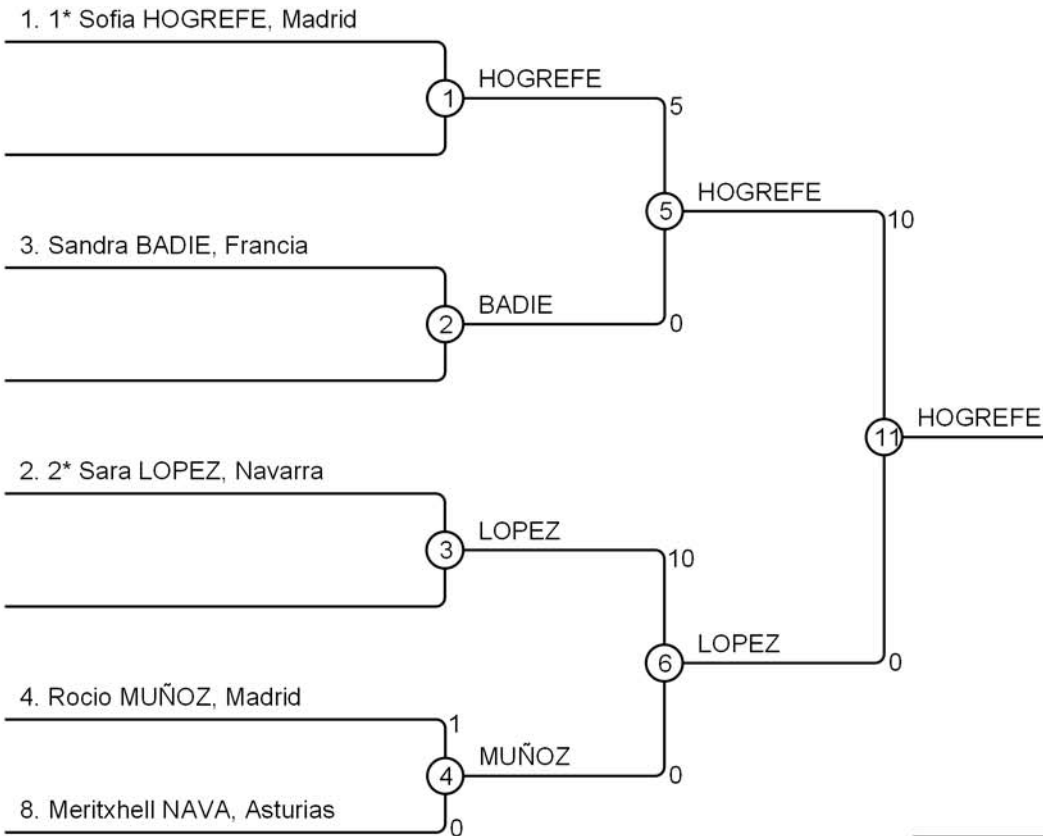 1. 1* Sofia HOGREFE, Madrid
1
HOGREFE
5
5
HOGREFE
10
3. Sandra BADIE, Francia
2
BADIE
0
11
HOGREFE
2. 2* Sara LOPEZ, Navarra
3
LOPEZ
10
6
LOPEZ
0
4. Rocio MUÑOZ, Madrid
1
4
MUÑOZ
0
8. Meritxhell NAVA, Asturias
0